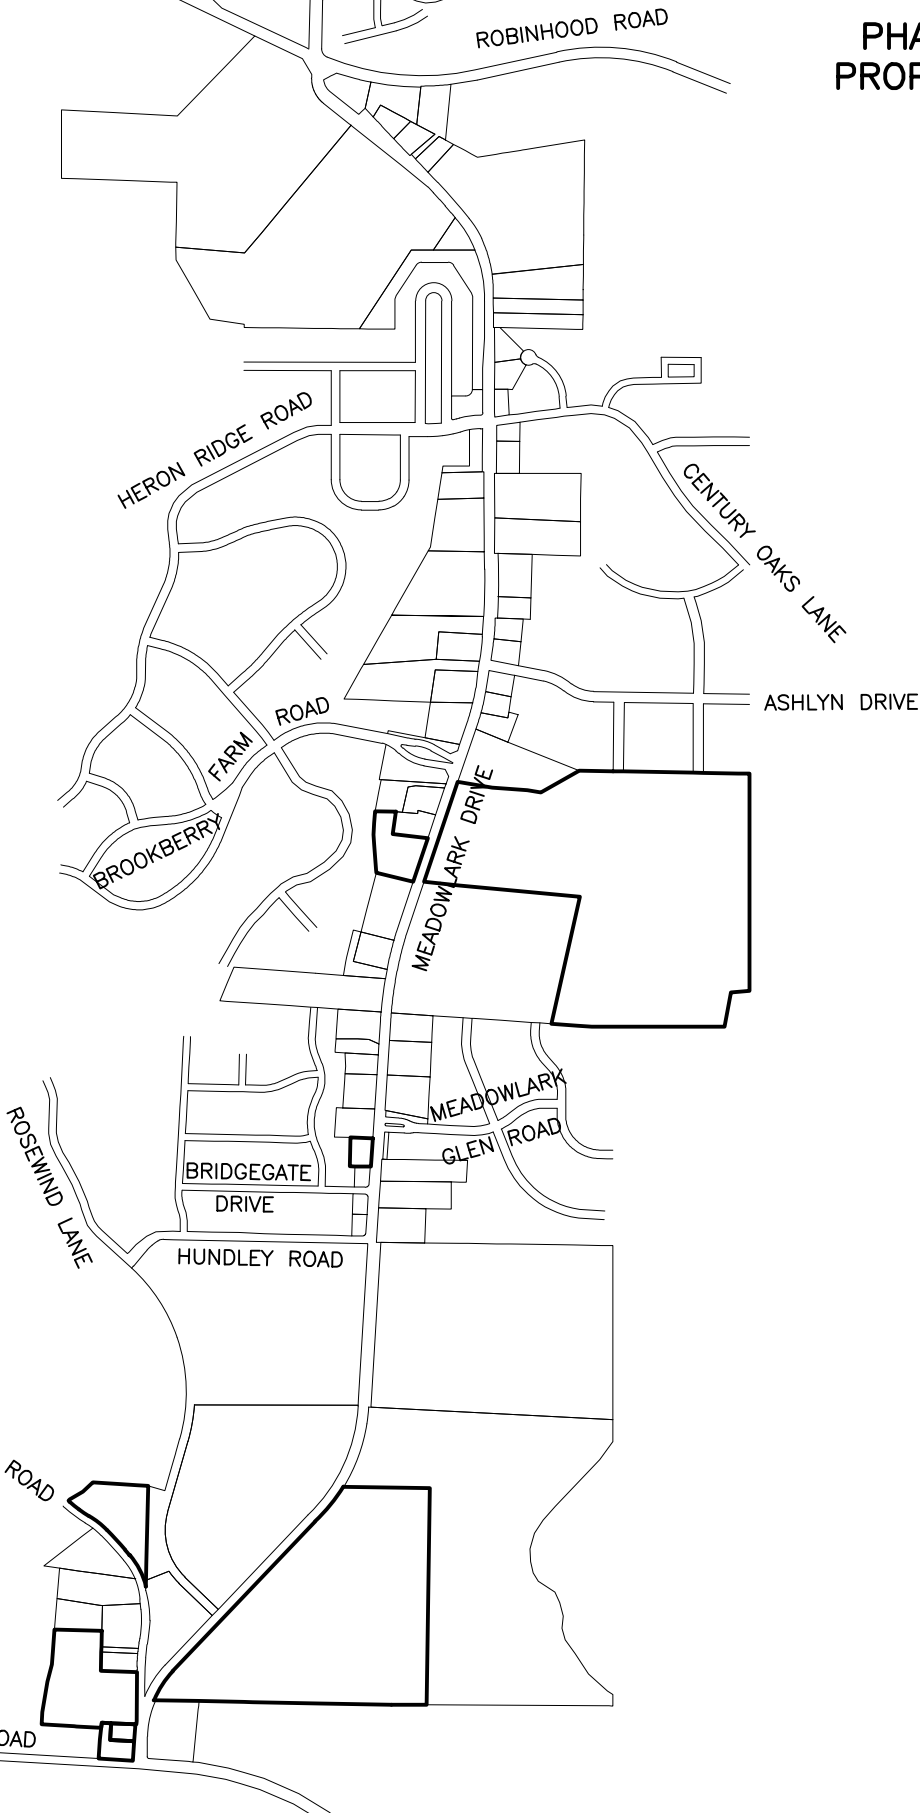 ROBINHOOD ROAD
PHA
PROP
HERON RIDGE ROAD
CENTURY OAKS LANE
ASHLYN DRIVE
BROOKBERRY FARM ROAD
MEADOWLARK DRIVE
MEADOWLARK
GLEN ROAD
ROSEWIND LANE
BRIDGEGATE
DRIVE
HUNDLEY ROAD
ROAD
OAD